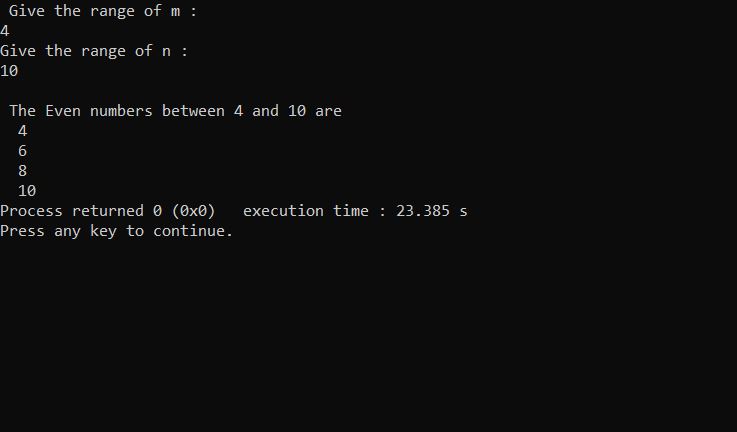 Give the range of m :
4
Give the range of n :
10
The Even numbers between 4 and 10 are
4
6
8
10
Process returned 0 (0x0)   execution time : 23.385 s
Press any key to continue.